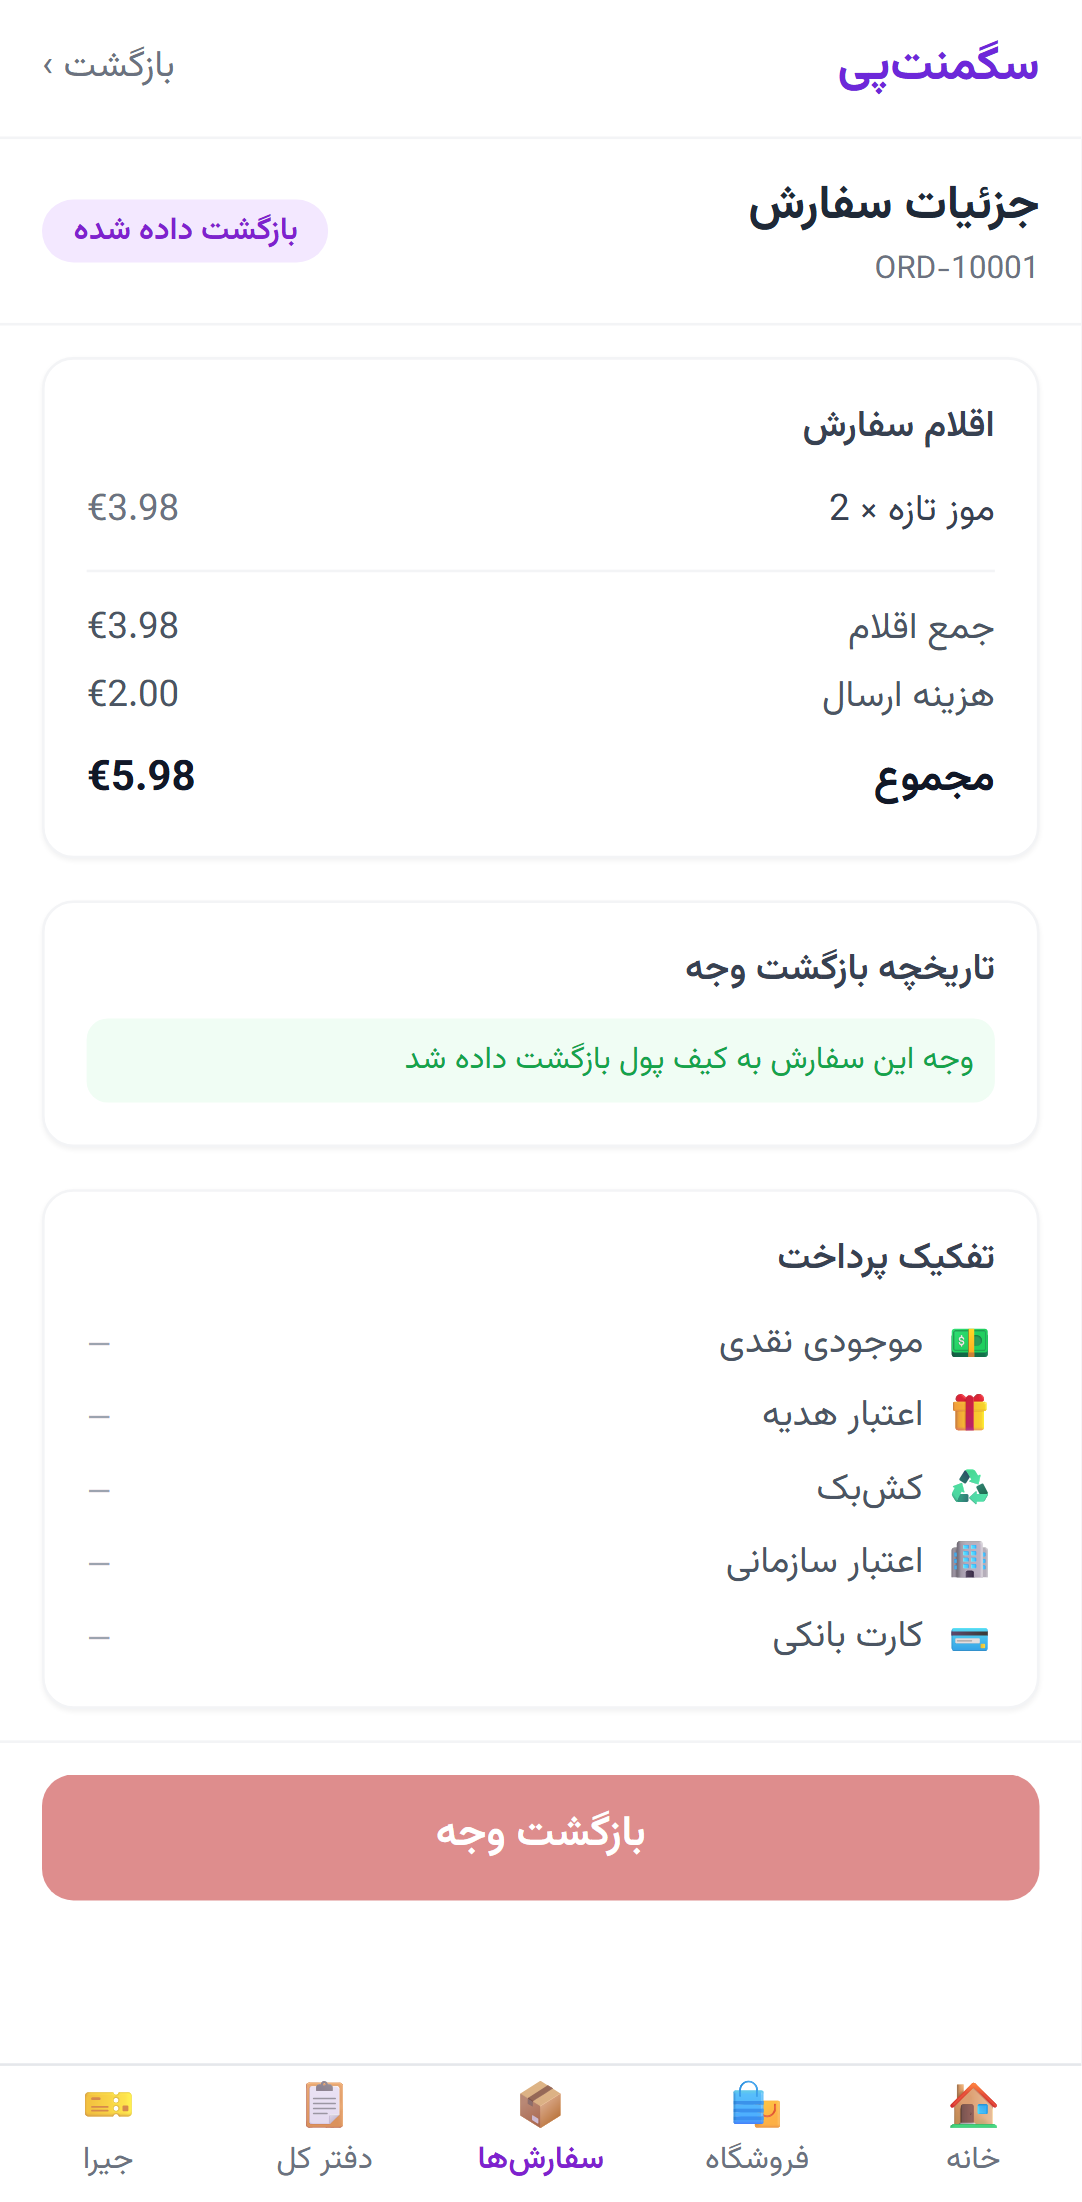 سگمنت‌پی
بازگشت ‹
جزئیات سفارش
بازگشت داده شده
ORD-10001
اقلام سفارش
موز تازه × 2
€3.98
جمع اقلام
€3.98
هزینه ارسال
€2.00
مجموع
€5.98
تاریخچه بازگشت وجه
وجه این سفارش به کیف پول بازگشت داده شد
تفکیک پرداخت
موجودی نقدی
—
اعتبار هدیه
—
کش‌بک
—
اعتبار سازمانی
—
کارت بانکی
—
بازگشت وجه
خانه
فروشگاه
سفارش‌ها
دفتر کل
جیرا